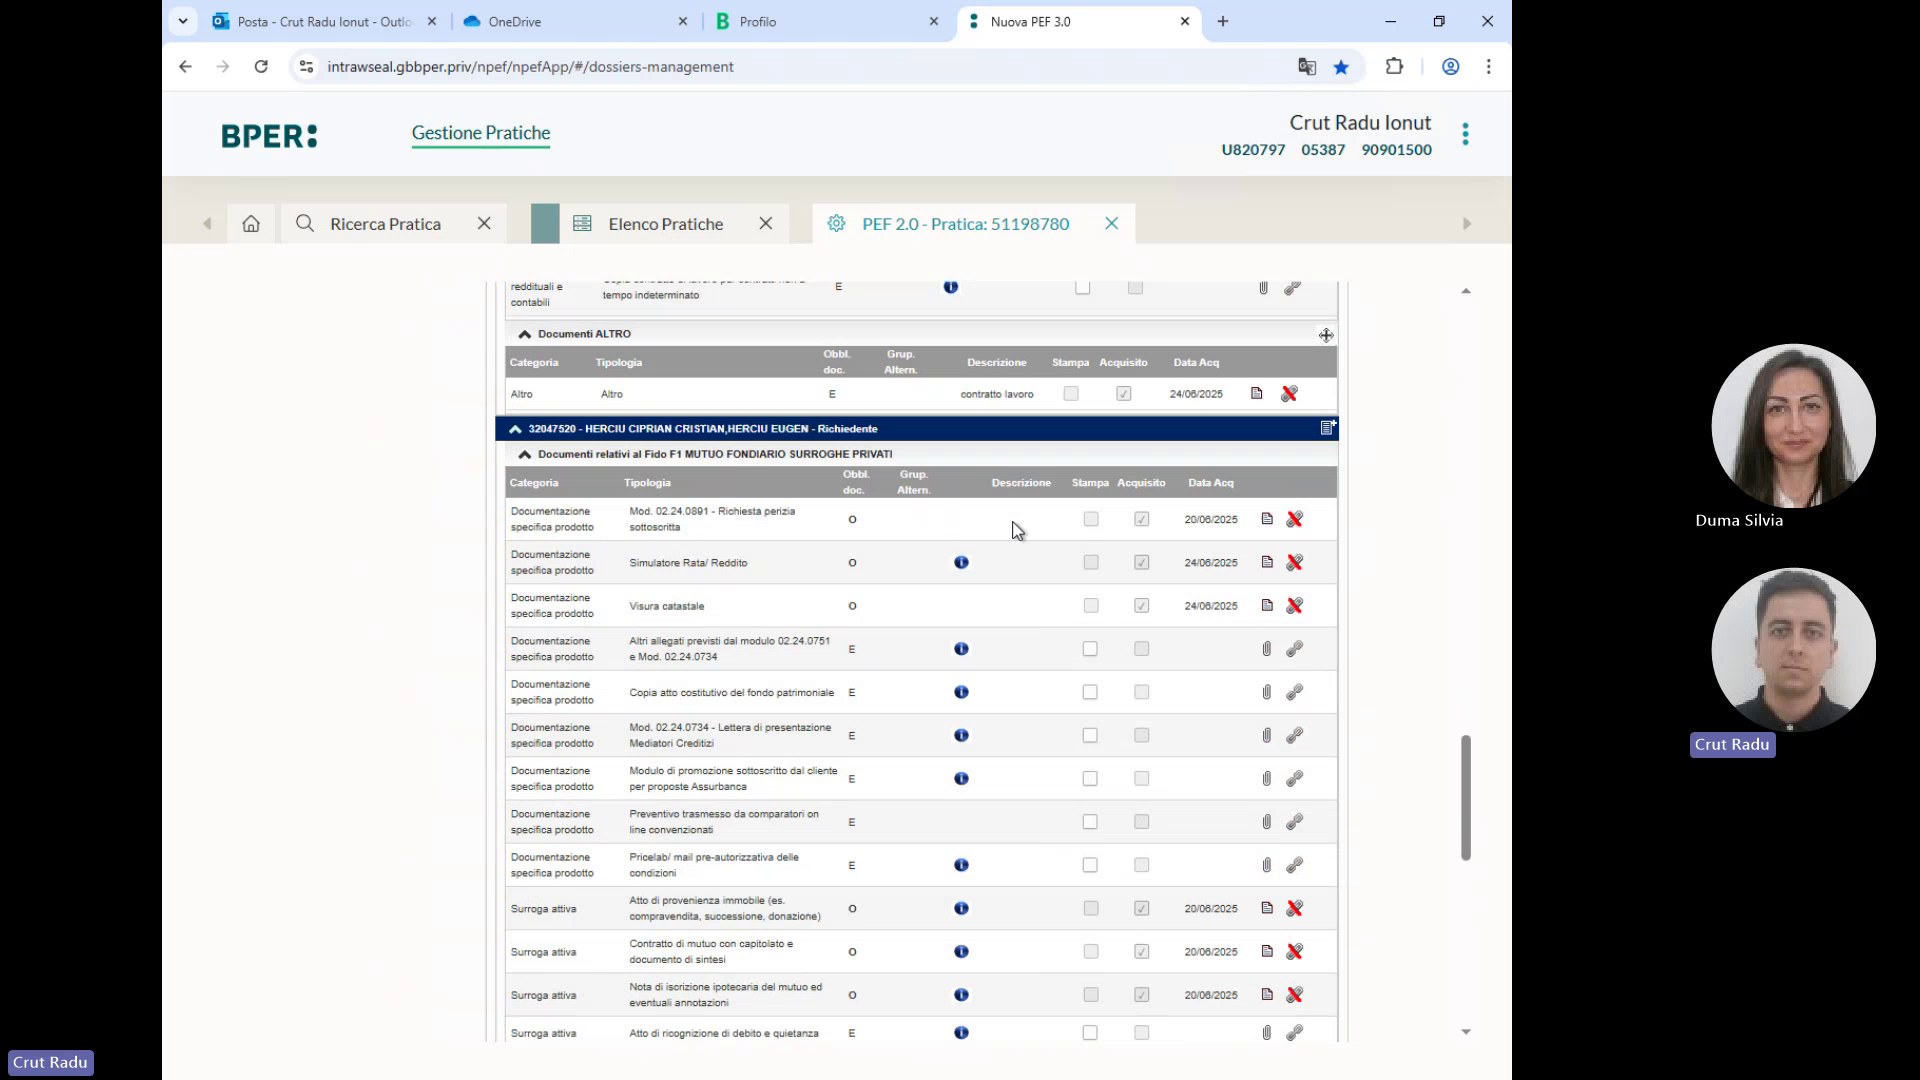 Posta - Crut Radu Ionut - Outlo
OneDrive
Profilo
Nuova PEF 3.0
intrawseal.gbbper.priv/npef/npefApp/#/dossiers-management
BPER:
Gestione Pratiche
Crut Radu Ionut
U820797 05387 90901500
Ricerca Pratica
Elenco Pratiche
PEF 2.0 - Pratica: 51198780
reddituali e contabili
tempo indeterminato
E
Documenti ALTRO
Categoria Tipologia Obbl. doc. Grup. Altern. Descrizione Stampa Acquisito Data Acq
Altro Altro E contratto lavoro 24/06/2025
32047520 - HERCIU CIPRIAN CRISTIAN,HERCIU EUGEN - Richiedente
Documenti relativi al Fido F1 MUTUO FONDIARIO SURROGHE PRIVATI
Categoria Tipologia Obbl. doc. Grup. Altern. Descrizione Stampa Acquisito Data Acq
Documentazione specifica prodotto Mod. 02.24.0891 - Richiesta perizia sottoscritta O 20/06/2025
Documentazione specifica prodotto Simulatore Rata/ Reddito O 24/06/2025
Documentazione specifica prodotto Visura catastale O 24/06/2025
Documentazione specifica prodotto Altri allegati previsti dal modulo 02.24.0751 e Mod. 02.24.0734 E
Documentazione specifica prodotto Copia atto costitutivo del fondo patrimoniale E
Documentazione specifica prodotto Mod. 02.24.0734 - Lettera di presentazione Mediatori Creditizi E
Documentazione specifica prodotto Modulo di promozione sottoscritto dal cliente per proposte Assurbanca E
Documentazione specifica prodotto Preventivo trasmesso da comparatori on line convenzionati E
Documentazione specifica prodotto Pricelab/ mail pre-autorizzativa delle condizioni E
Surroga attiva Atto di provenienza immobile (es. compravendita, successione, donazione) O 20/06/2025
Surroga attiva Contratto di mutuo con capitolato e documento di sintesi O 20/06/2025
Surroga attiva Nota di iscrizione ipotecaria del mutuo ed eventuali annotazioni O 20/06/2025
Surroga attiva Atto di ricognizione di debito e quietanza E
Duma Silvia
Crut Radu
Crut Radu